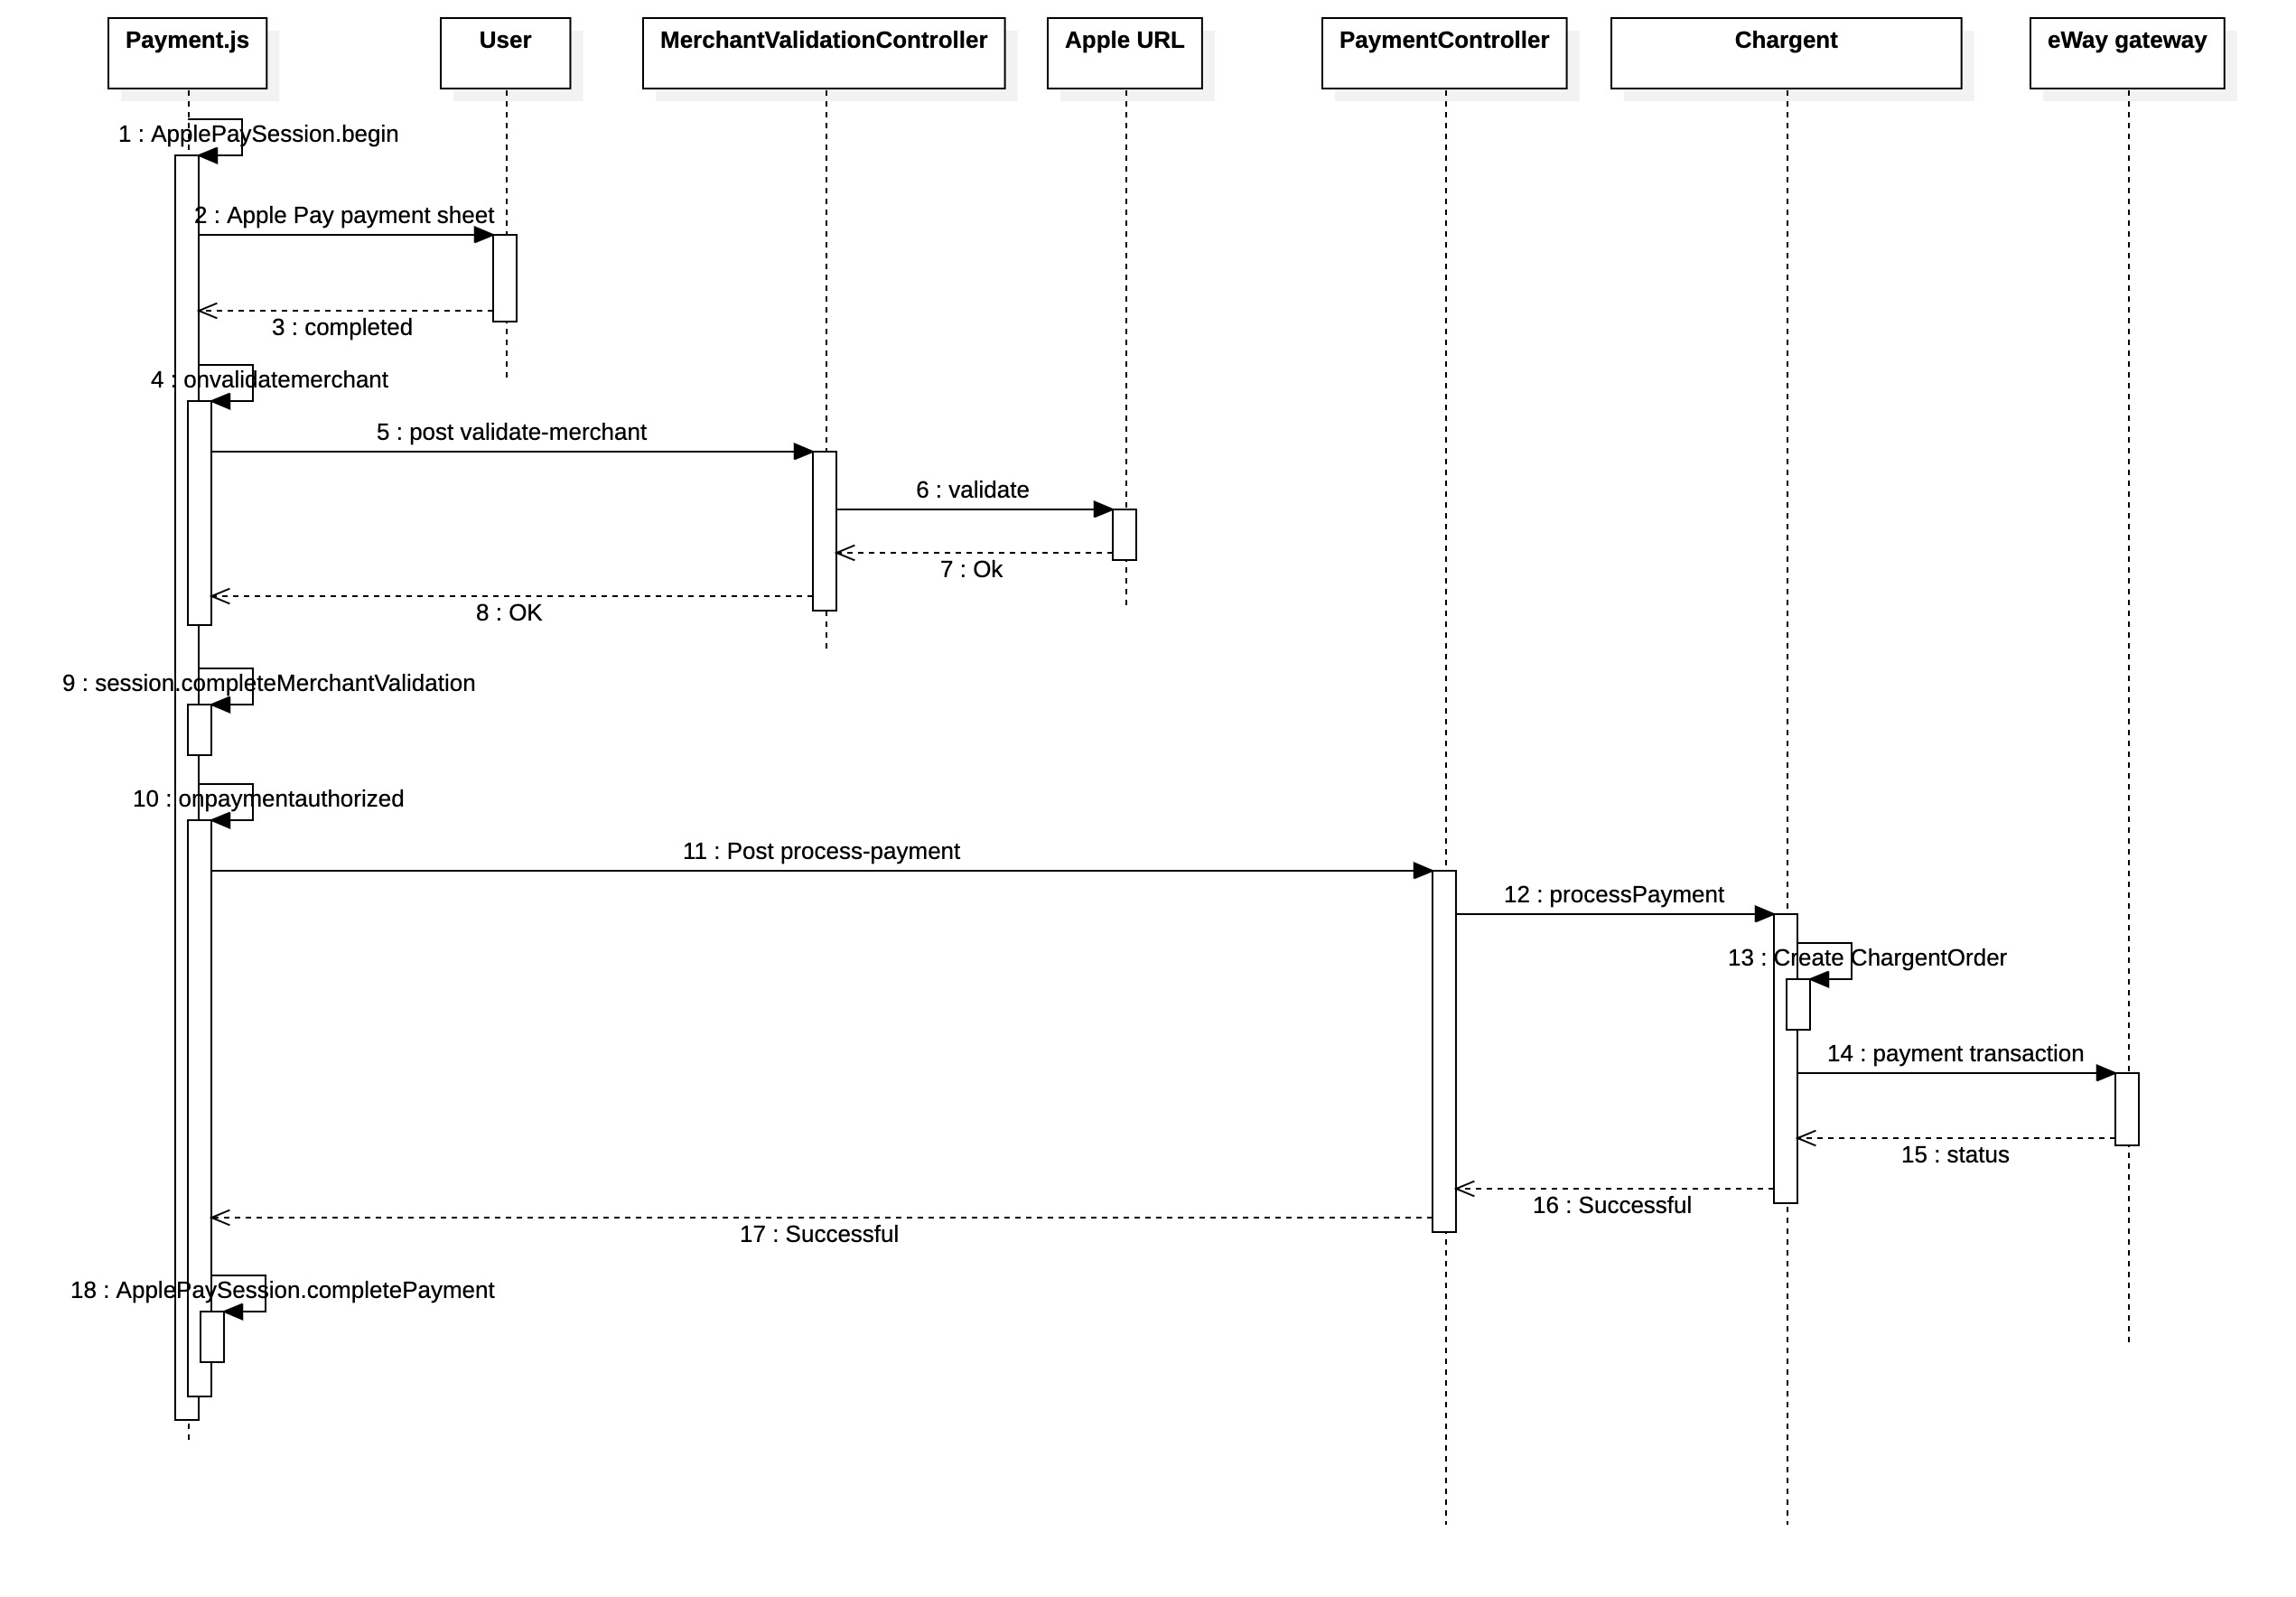 Payment.js
User
MerchantValidationController
Apple URL
PaymentController
Chargent
eWay gateway
1 : ApplePaySession.begin
2 : Apple Pay payment sheet
3 : completed
4 : onvalidatemerchant
5 : post validate-merchant
6 : validate
7 : Ok
8 : OK
9 : session.completeMerchantValidation
10 : onpaymentauthorized
11 : Post process-payment
12 : processPayment
13 : Create ChargentOrder
14 : payment transaction
15 : status
16 : Successful
17 : Successful
18 : ApplePaySession.completePayment